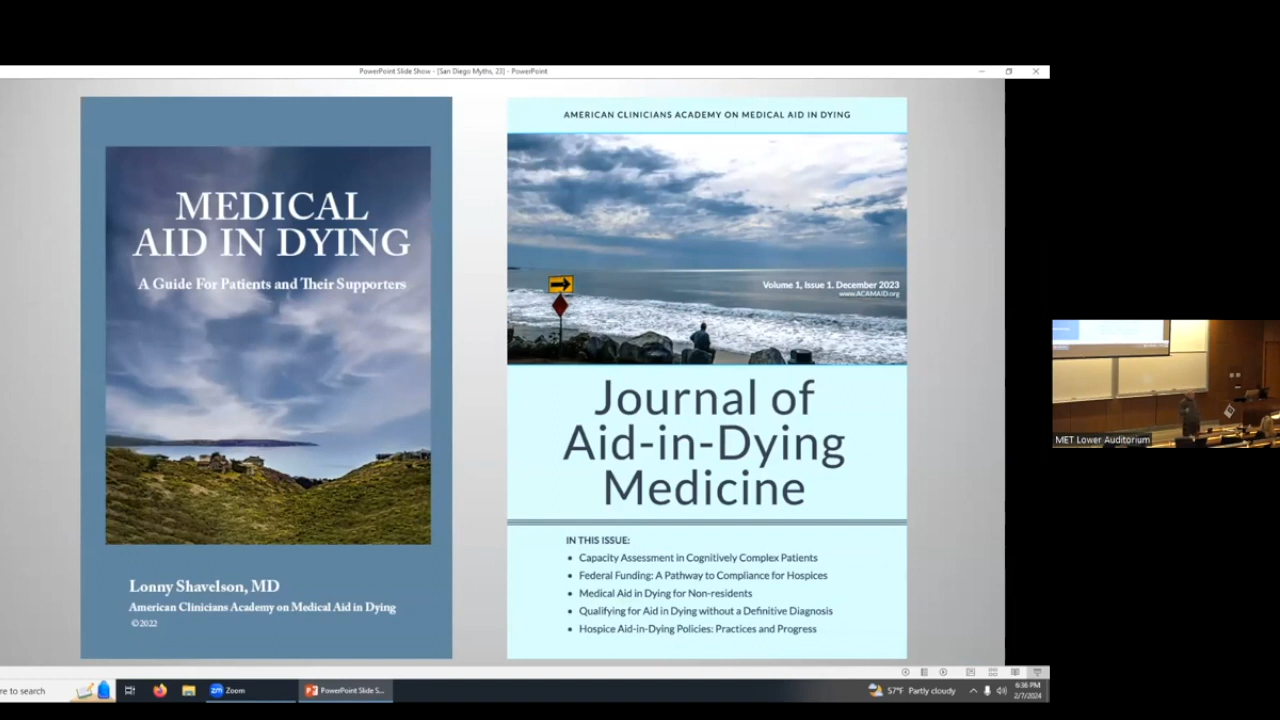 PowerPoint Slide Show - [San Diego Myths, 23] - PowerPoint
MEDICAL
AID IN DYING
A Guide For Patients and Their Supporters
Lonny Shavelson, MD
American Clinicians Academy on Medical Aid in Dying
©2022
AMERICAN CLINICIANS ACADEMY ON MEDICAL AID IN DYING
Volume 1, Issue 1. December 2023
www.ACAMAID.org
Journal of
Aid-in-Dying
Medicine
IN THIS ISSUE:
• Capacity Assessment in Cognitively Complex Patients
• Federal Funding: A Pathway to Compliance for Hospices
• Medical Aid in Dying for Non-residents
• Qualifying for Aid in Dying without a Definitive Diagnosis
• Hospice Aid-in-Dying Policies: Practices and Progress
MET Lower Auditorium
re to search
zm Zoom
PowerPoint Slide S...
57°F Partly cloudy
6:36 PM
2/7/2024